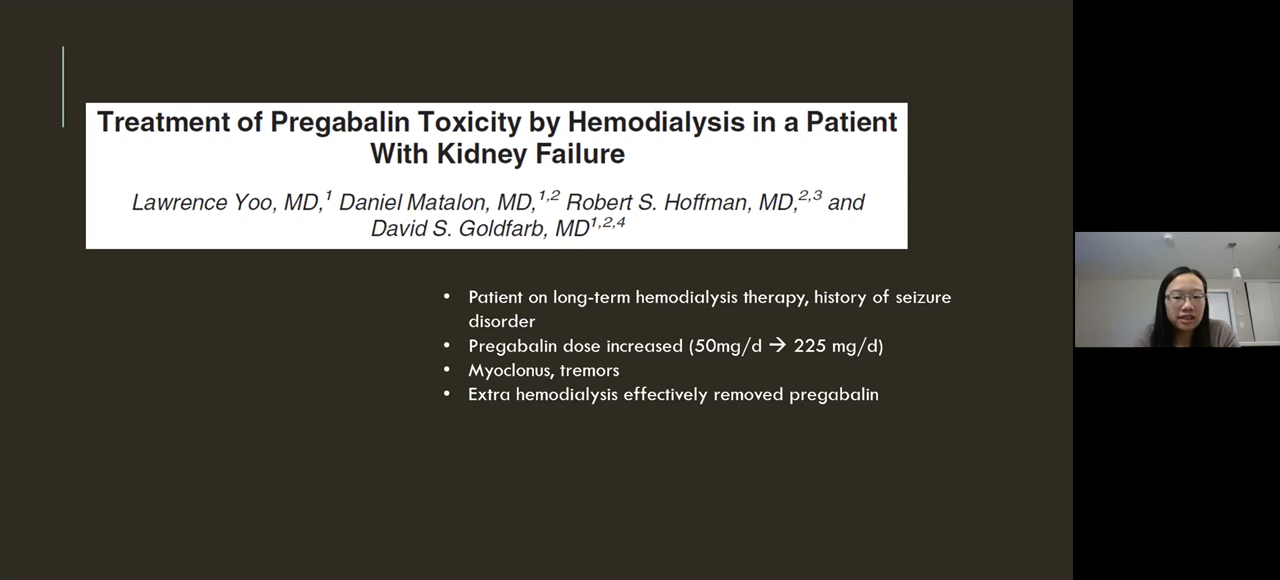 Treatment of Pregabalin Toxicity by Hemodialysis in a Patient
With Kidney Failure
Lawrence Yoo, MD,1 Daniel Matalon, MD,1,2 Robert S. Hoffman, MD,2,3 and
David S. Goldfarb, MD1,2,4
• Patient on long-term hemodialysis therapy, history of seizure
disorder
• Pregabalin dose increased (50mg/d → 225 mg/d)
• Myoclonus, tremors
• Extra hemodialysis effectively removed pregabalin